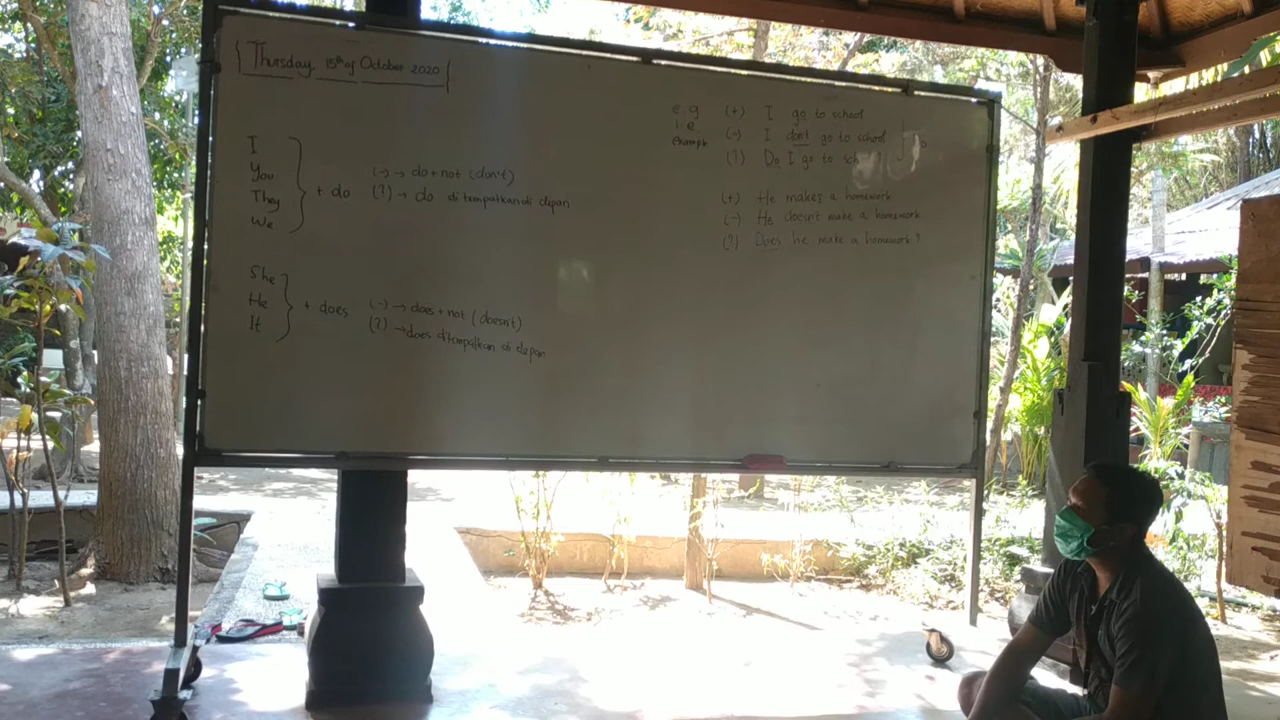 Thursday 15th of October 2020
I
You
They
We
+ do
(-) → do + not (don't)
(?) → do ditempatkan di depan
She
He
It
+ does
(-) → does + not (doesn't)
(?) → does ditempatkan di depan
e.g
i e
example
(+) I go to school
(-) I don't go to school
(?) Do I go to school
(+) He makes a homework
(-) He doesn't make a homework
(?) Does he make a homework?